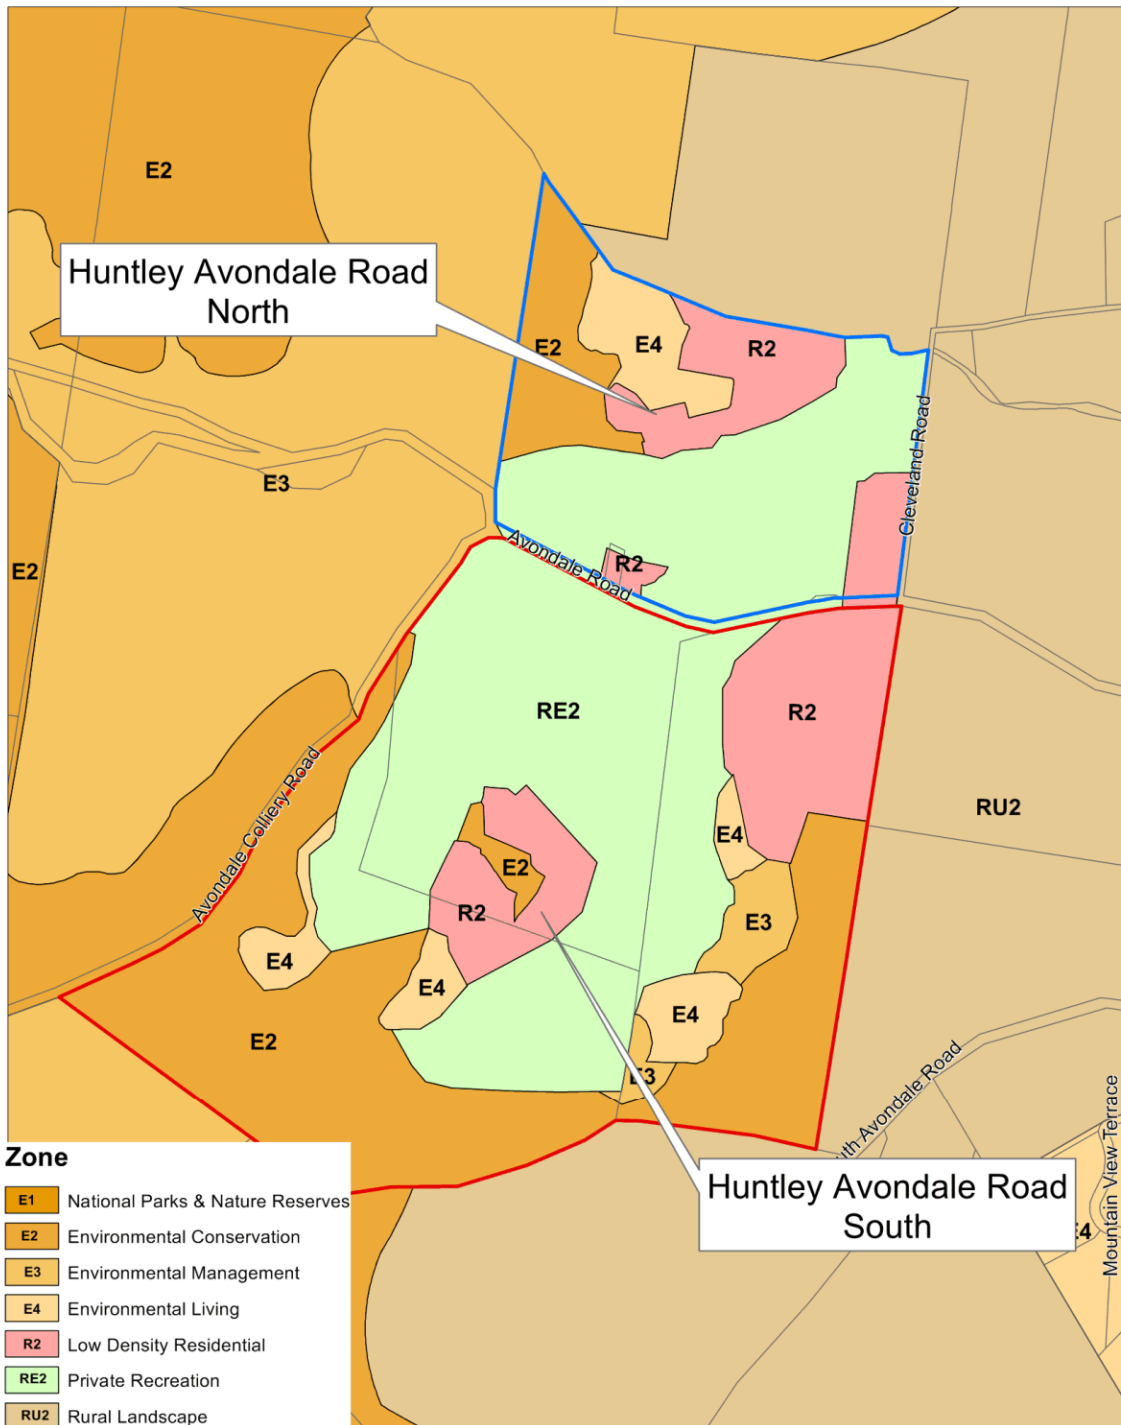 E2
Huntley Avondale Road
North
E2
E4
R2
Cleveland Road
E3
E2
Avondale Road
R2
RE2
R2
Avondale Colliery Road
RU2
E4
E2
R2
E3
E4
E4
E4
E2
E3
Mountain View Terrace
Avondale Road
Huntley Avondale Road
South
Zone
E1 National Parks & Nature Reserves
E2 Environmental Conservation
E3 Environmental Management
E4 Environmental Living
R2 Low Density Residential
RE2 Private Recreation
RU2 Rural Landscape